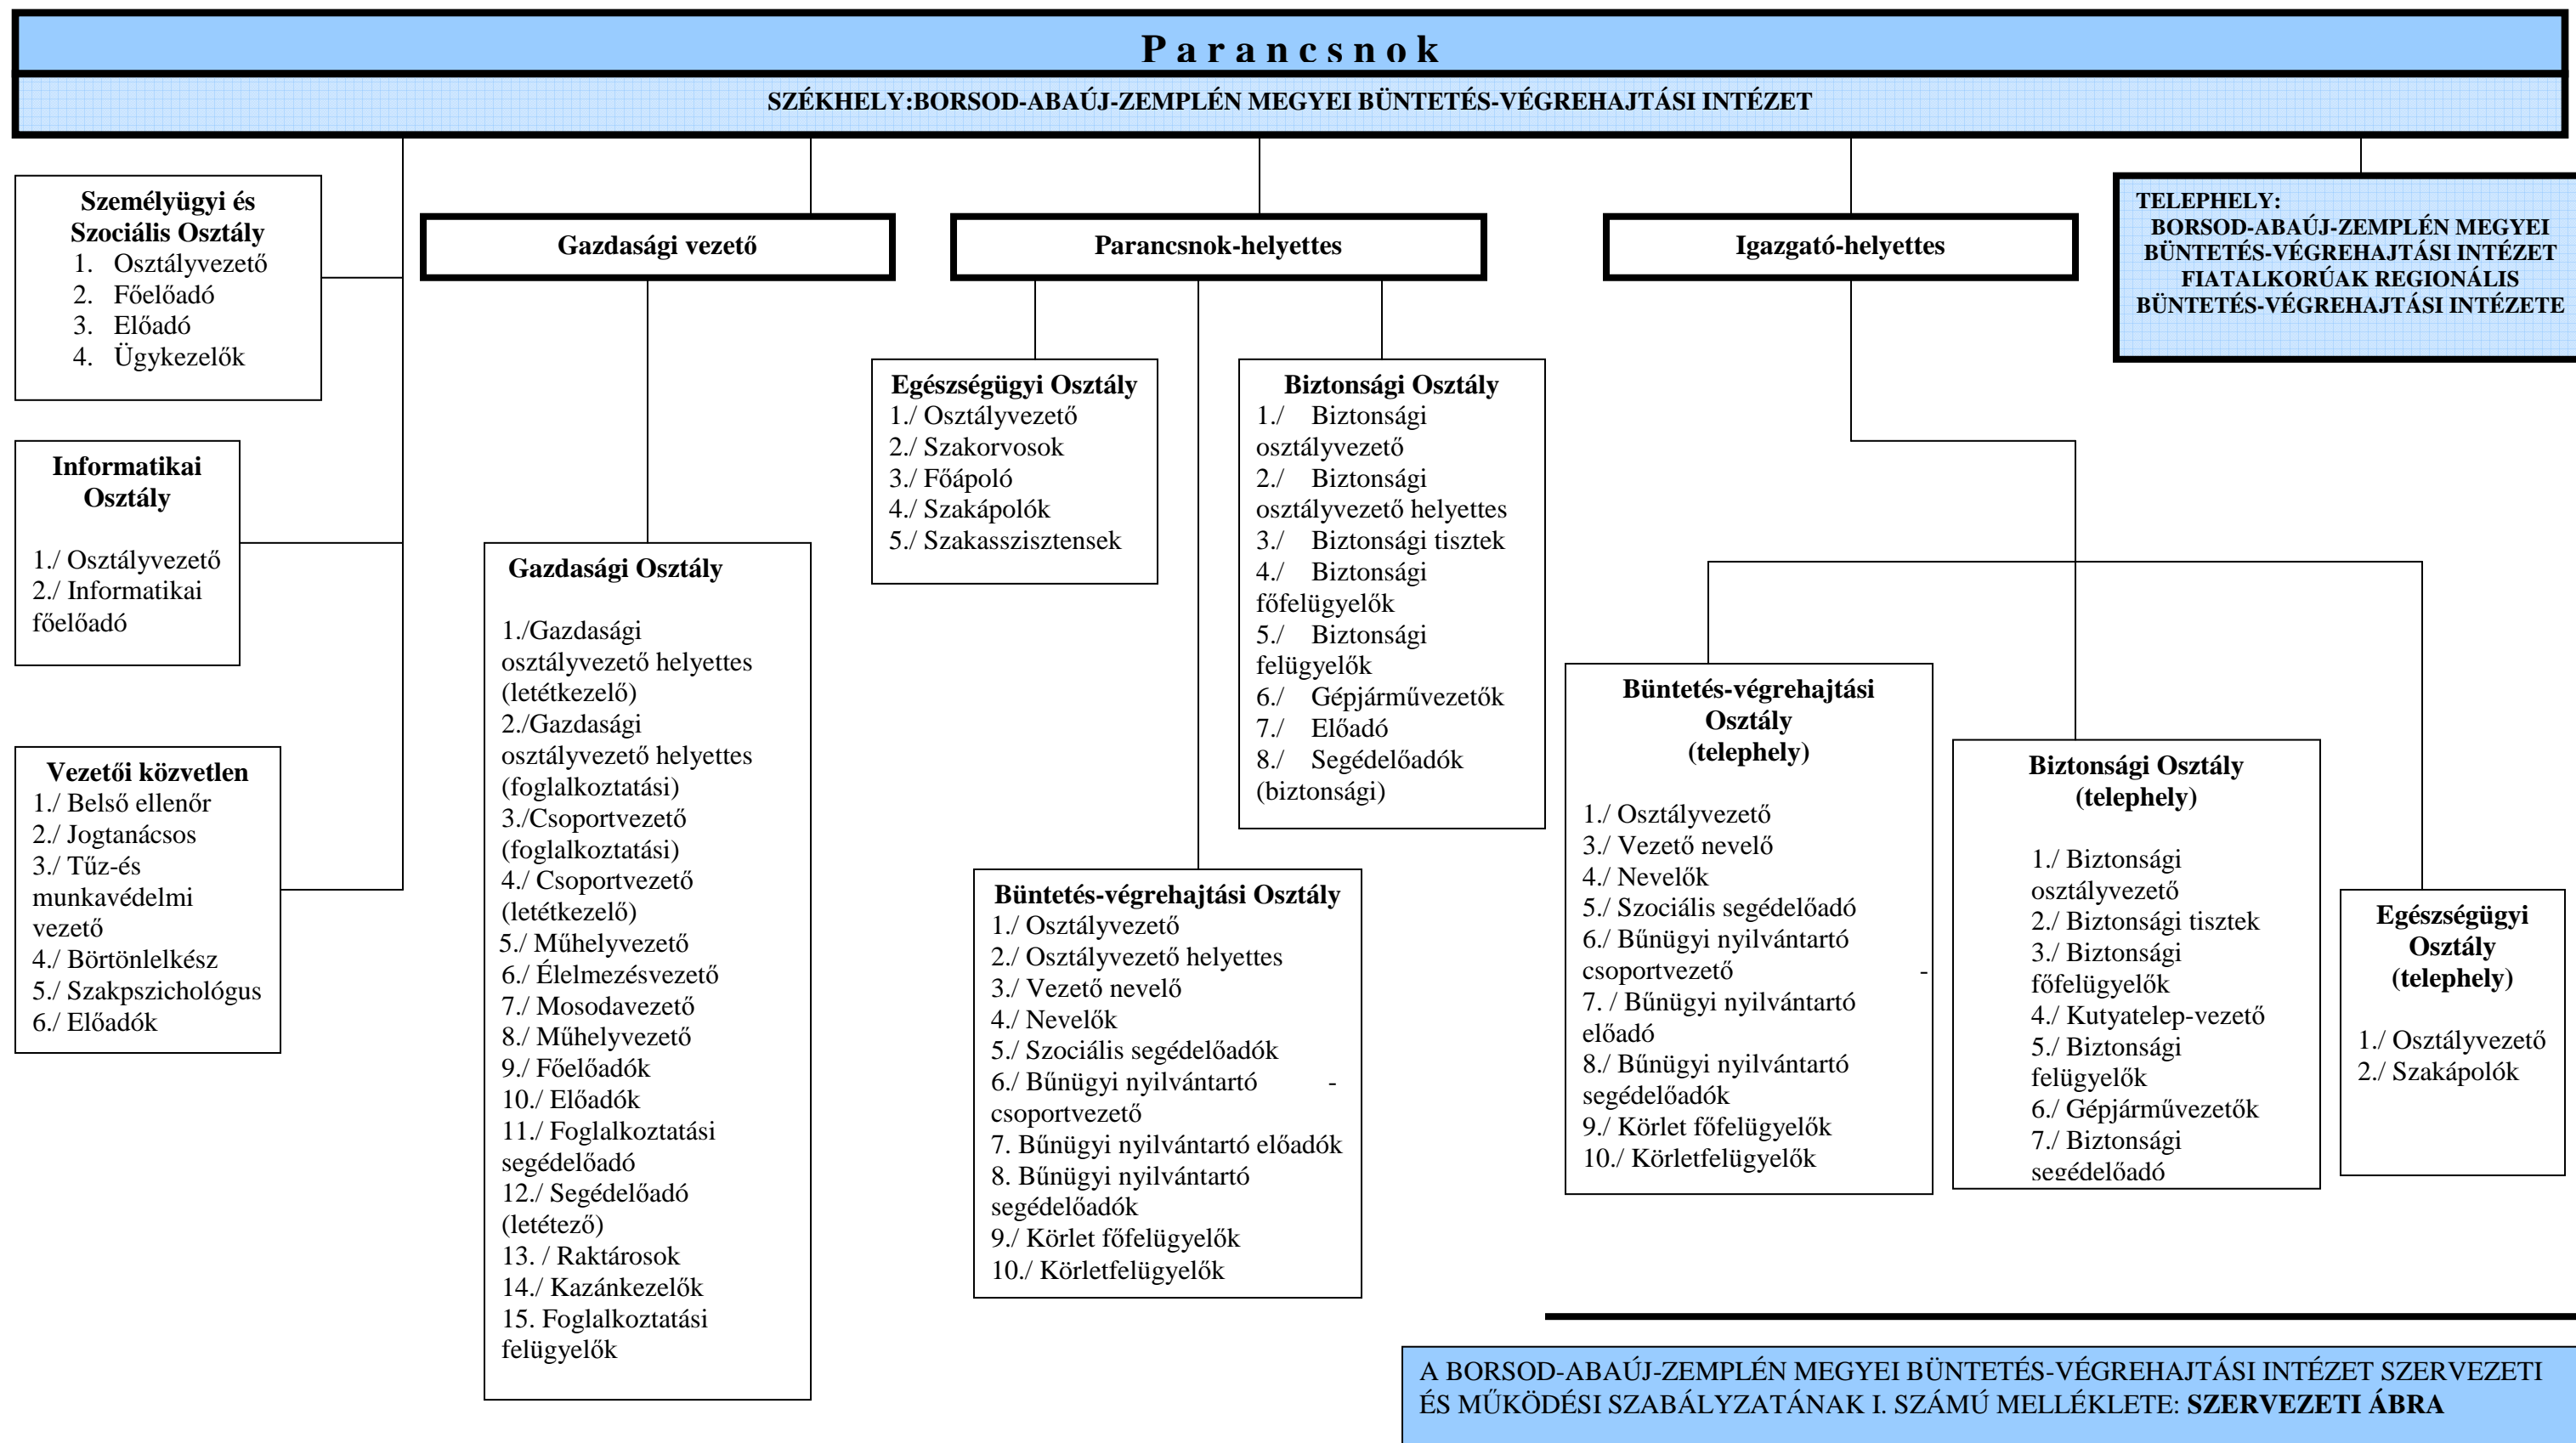 Parancsnok
SZÉKHELY:BORSOD-ABAÚJ-ZEMPLÉN MEGYEI BÜNTETÉS-VÉGREHAJTÁSI INTÉZET
Személyügyi és
Szociális Osztály
1. Osztályvezető
2. Főelőadó
3. Előadó
4. Ügykezelők
Informatikai
Osztály
1./ Osztályvezető
2./ Informatikai
főelőadó
Vezetői közvetlen
1./ Belső ellenőr
2./ Jogtanácsos
3./ Tűz-és
munkavédelmi
vezető
4./ Börtönlelkész
5./ Szakpszichológus
6./ Előadók
Gazdasági vezető
Gazdasági Osztály
1./Gazdasági
osztályvezető helyettes
(letétkezelő)
2./Gazdasági
osztályvezető helyettes
(foglalkoztatási)
3./Csoportvezető
(foglalkoztatási)
4./ Csoportvezető
(letétkezelő)
5./ Műhelyvezető
6./ Élelmezésvezető
7./ Mosodavezető
8./ Műhelyvezető
9./ Főelőadók
10./ Előadók
11./ Foglalkoztatási
segédelőadó
12./ Segédelőadó
(letétező)
13. / Raktárosok
14./ Kazánkezelők
15. Foglalkoztatási
felügyelők
Parancsnok-helyettes
Egészségügyi Osztály
1./ Osztályvezető
2./ Szakorvosok
3./ Főápoló
4./ Szakápolók
5./ Szakasszisztensek
Biztonsági Osztály
1./ Biztonsági
osztályvezető
2./ Biztonsági
osztályvezető helyettes
3./ Biztonsági tisztek
4./ Biztonsági
főfelügyelők
5./ Biztonsági
felügyelők
6./ Gépjárművezetők
7./ Előadó
8./ Segédelőadók
(biztonsági)
Büntetés-végrehajtási Osztály
1./ Osztályvezető
2./ Osztályvezető helyettes
3./ Vezető nevelő
4./ Nevelők
5./ Szociális segédelőadók
6./ Bűnügyi nyilvántartó -
csoportvezető
7. Bűnügyi nyilvántartó előadók
8. Bűnügyi nyilvántartó
segédelőadók
9./ Körlet főfelügyelők
10./ Körletfelügyelők
Igazgató-helyettes
Büntetés-végrehajtási
Osztály
(telephely)
1./ Osztályvezető
3./ Vezető nevelő
4./ Nevelők
5./ Szociális segédelőadó
6./ Bűnügyi nyilvántartó
csoportvezető -
7. / Bűnügyi nyilvántartó
előadó
8./ Bűnügyi nyilvántartó
segédelőadók
9./ Körlet főfelügyelők
10./ Körletfelügyelők
Biztonsági Osztály
(telephely)
1./ Biztonsági
osztályvezető
2./ Biztonsági tisztek
3./ Biztonsági
főfelügyelők
4./ Kutyatelep-vezető
5./ Biztonsági
felügyelők
6./ Gépjárművezetők
7./ Biztonsági
segédelőadó
Egészségügyi
Osztály
(telephely)
1./ Osztályvezető
2./ Szakápolók
TELEPHELY:
BORSOD-ABAÚJ-ZEMPLÉN MEGYEI
BÜNTETÉS-VÉGREHAJTÁSI INTÉZET
FIATALKORÚAK REGIONÁLIS
BÜNTETÉS-VÉGREHAJTÁSI INTÉZETE
A BORSOD-ABAÚJ-ZEMPLÉN MEGYEI BÜNTETÉS-VÉGREHAJTÁSI INTÉZET SZERVEZETI
ÉS MŰKÖDÉSI SZABÁLYZATÁNAK I. SZÁMÚ MELLÉKLETE: SZERVEZETI ÁBRA